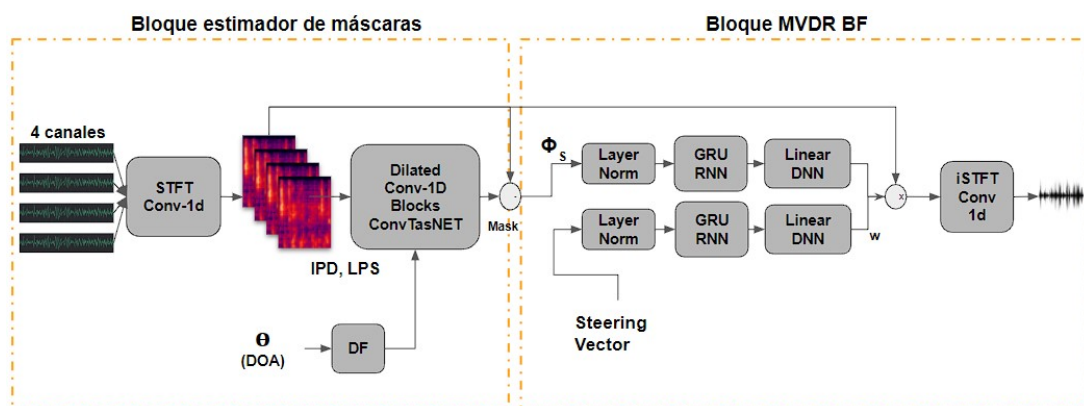 Bloque estimador de máscaras
Bloque MVDR BF
4 canales
STFT
Conv-1d
IPD, LPS
Dilated
Conv-1D
Blocks
ConvTasNET
Mask
Θ
(DOA)
DF
Φ
s
Layer
Norm
GRU
RNN
Linear
DNN
Layer
Norm
GRU
RNN
Linear
DNN
w
Steering
Vector
x
iSTFT
Conv
1d